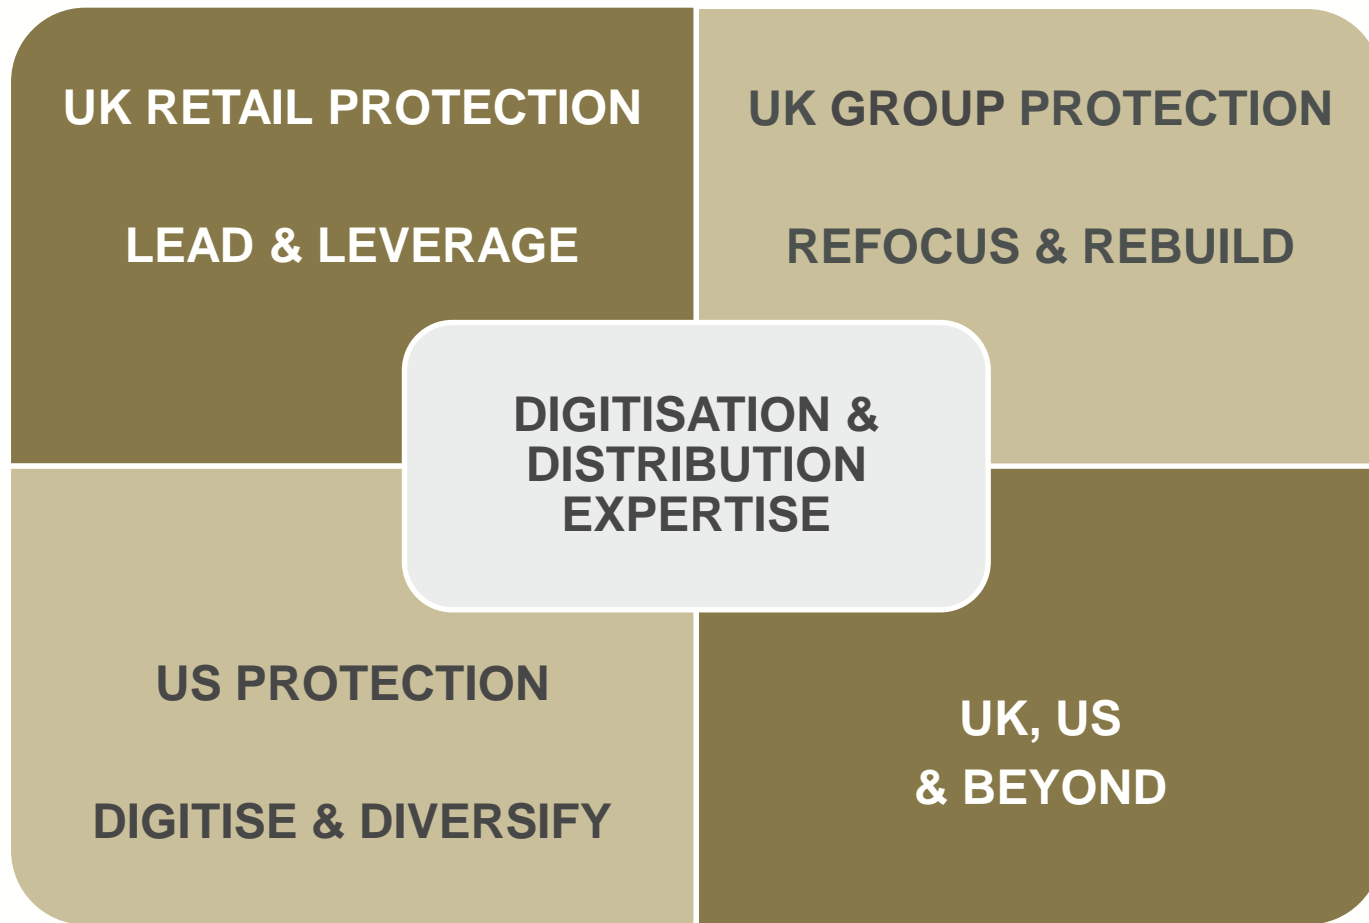 UK RETAIL PROTECTION
LEAD & LEVERAGE
UK GROUP PROTECTION
REFOCUS & REBUILD
DIGITISATION &
DISTRIBUTION
EXPERTISE
US PROTECTION
DIGITISE & DIVERSIFY
UK, US
& BEYOND